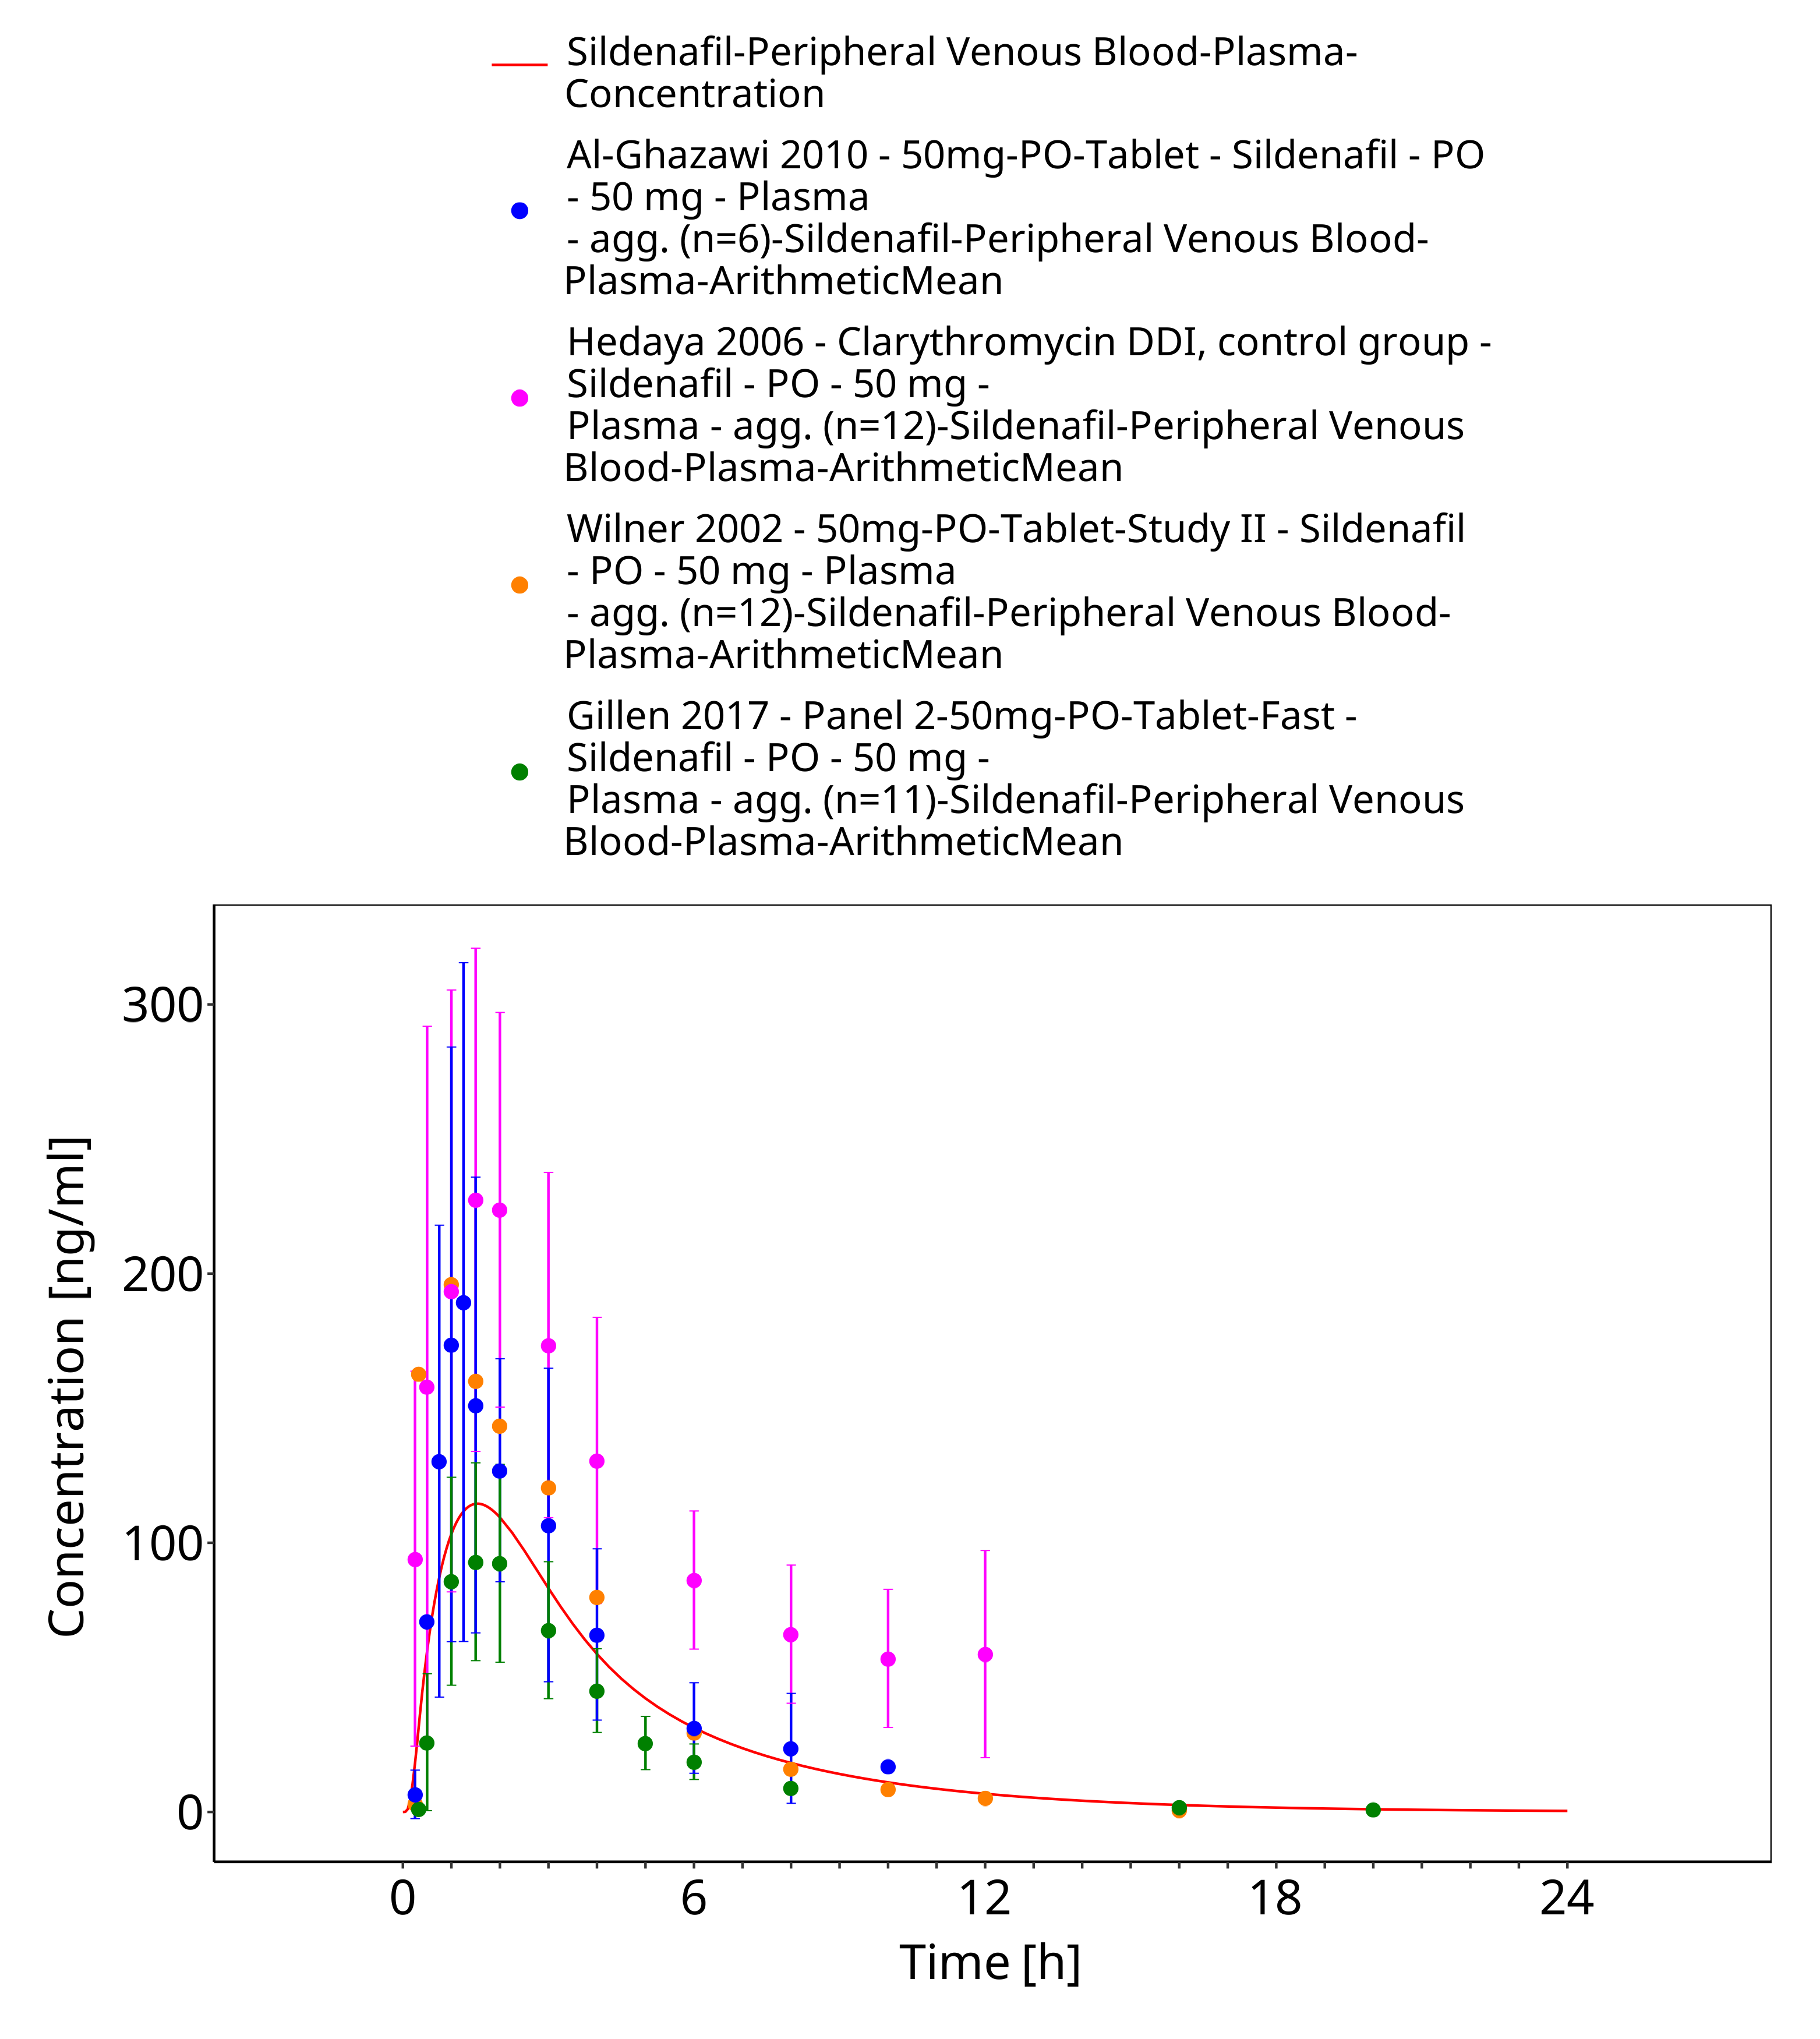 Sildenafil-Peripheral Venous Blood-Plasma-
Concentration
Al-Ghazawi 2010 - 50mg-PO-Tablet - Sildenafil - PO
- 50 mg - Plasma
- agg. (n=6)-Sildenafil-Peripheral Venous Blood-
Plasma-ArithmeticMean
Hedaya 2006 - Clarythromycin DDI, control group -
Sildenafil - PO - 50 mg -
Plasma - agg. (n=12)-Sildenafil-Peripheral Venous
Blood-Plasma-ArithmeticMean
Wilner 2002 - 50mg-PO-Tablet-Study II - Sildenafil
- PO - 50 mg - Plasma
- agg. (n=12)-Sildenafil-Peripheral Venous Blood-
Plasma-ArithmeticMean
Gillen 2017 - Panel 2-50mg-PO-Tablet-Fast -
Sildenafil - PO - 50 mg -
Plasma - agg. (n=11)-Sildenafil-Peripheral Venous
Blood-Plasma-ArithmeticMean
Concentration [ng/ml]
300
200
100
0
0 6 12 18 24
Time [h]